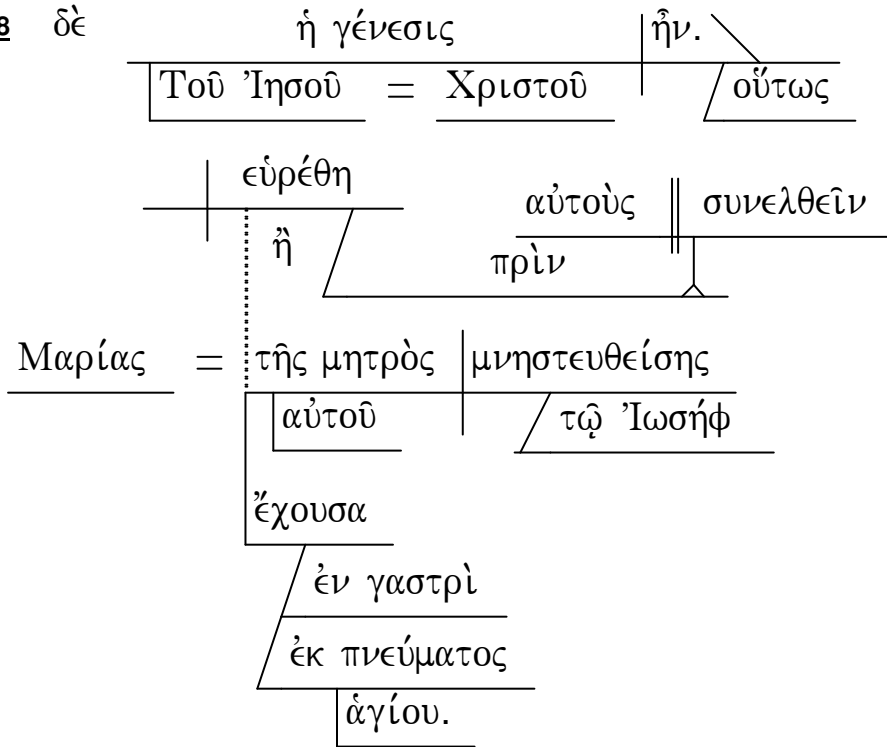 8 δὲ ἡ γένεσις ἦν.
Τοῦ Ἰησοῦ = Χριστοῦ οὕτως
εὑρέθη
αὐτοὺς συνελθεῖν
ἢ πρὶν
Μαρίας = τῆς μητρὸς μνηστευθείσης
αὐτοῦ τῷ Ἰωσήφ
ἔχουσα
ἐν γαστρὶ
ἐκ πνεύματος
ἁγίου.